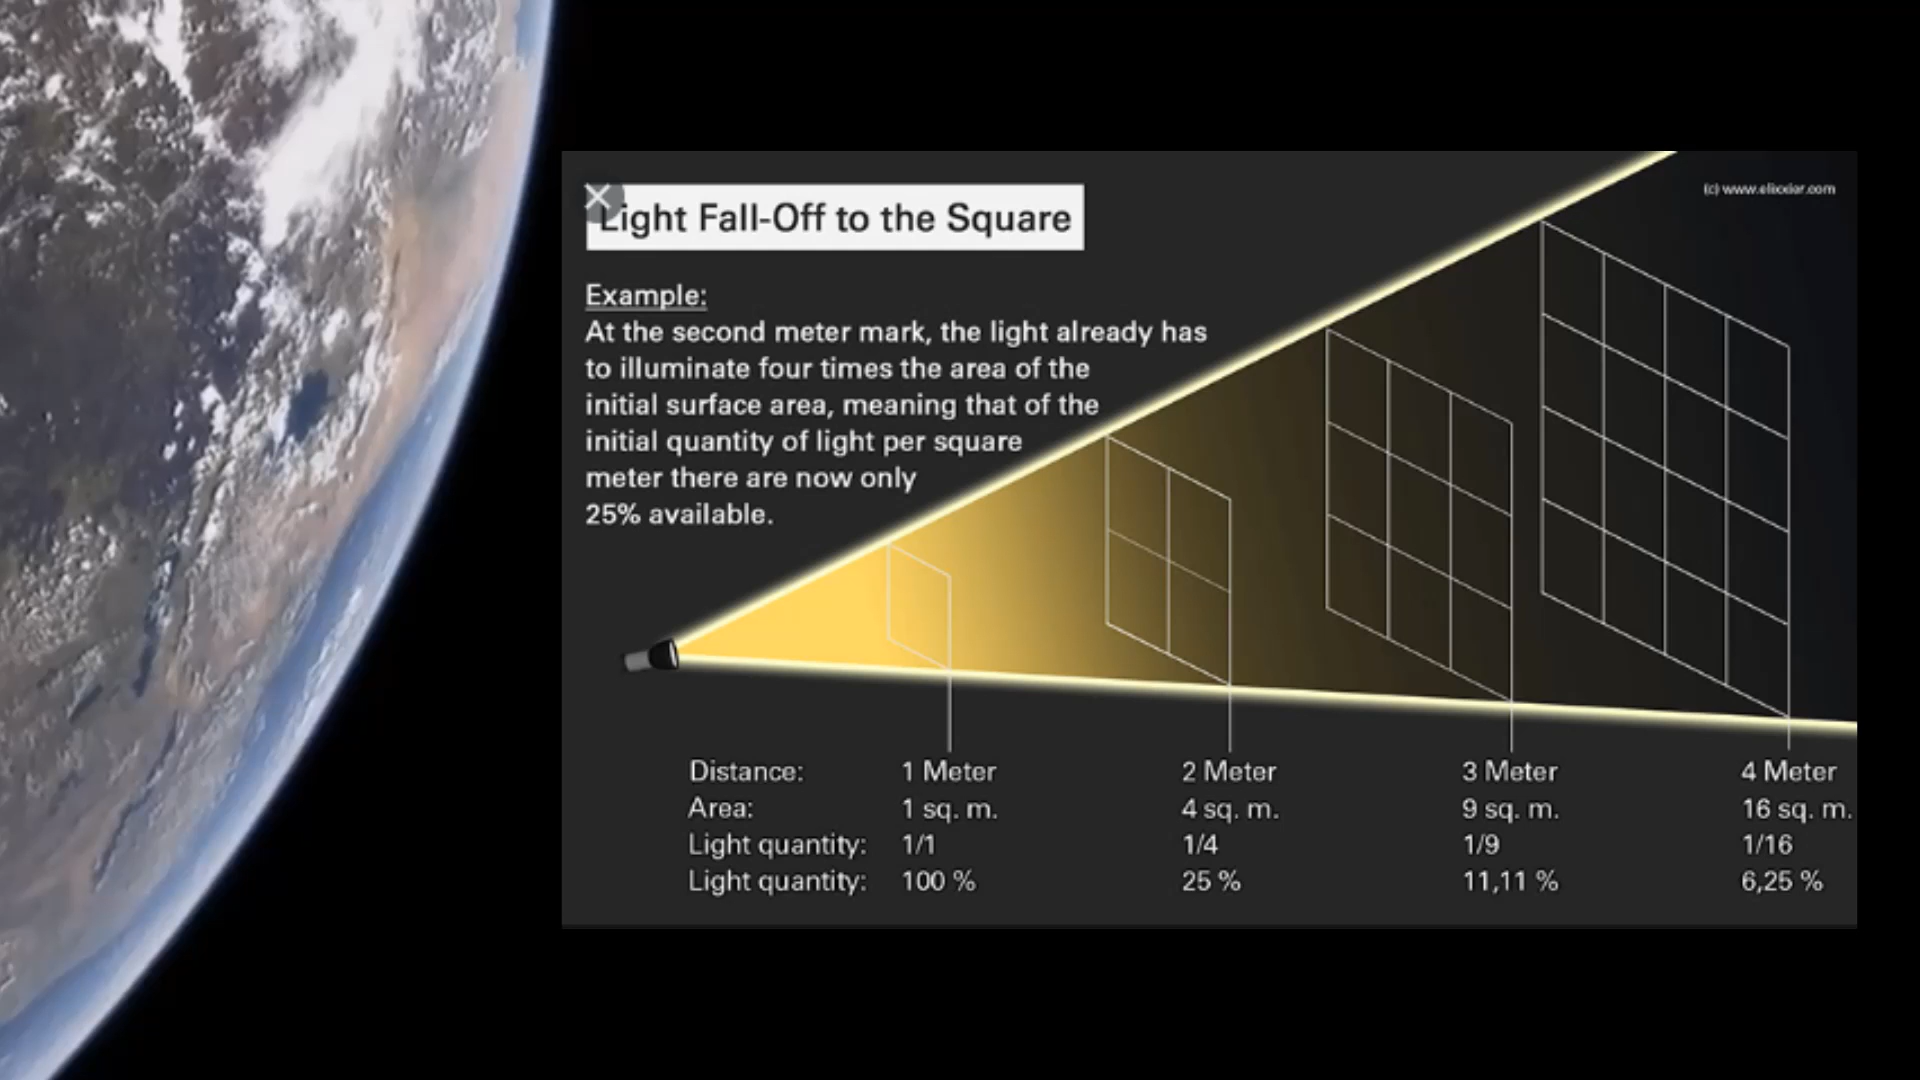 (c) www.elixxier.com
Light Fall-Off to the Square
Example:
At the second meter mark, the light already has
to illuminate four times the area of the
initial surface area, meaning that of the
initial quantity of light per square
meter there are now only
25% available.
Distance: 1 Meter 2 Meter 3 Meter 4 Meter
Area: 1 sq. m. 4 sq. m. 9 sq. m. 16 sq. m.
Light quantity: 1/1 1/4 1/9 1/16
Light quantity: 100 % 25 % 11,11 % 6,25 %